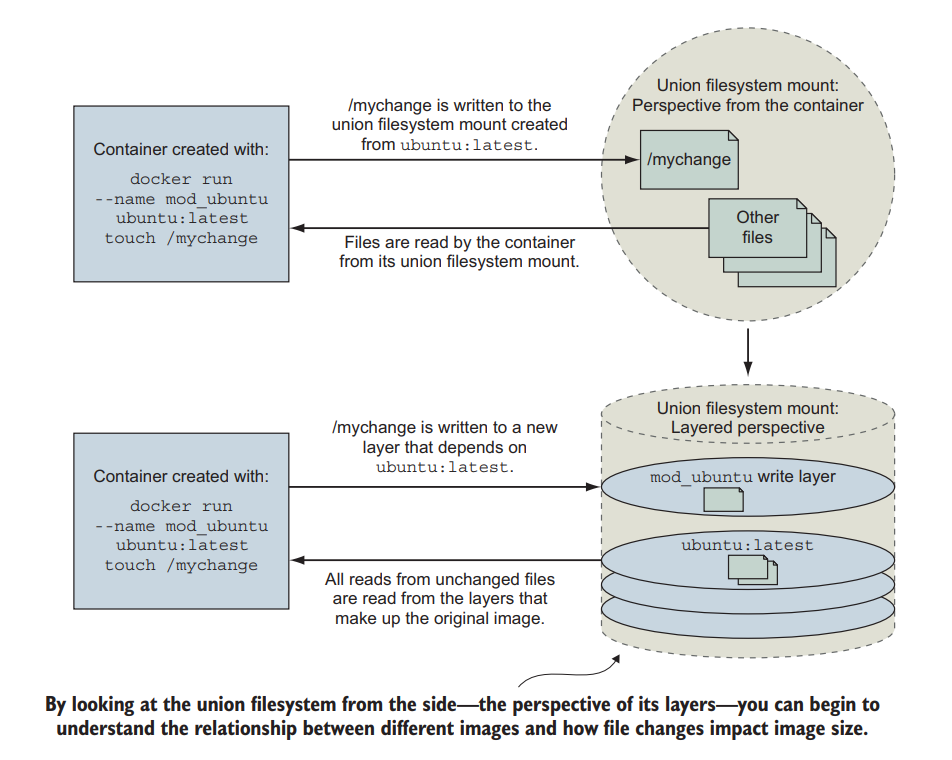 Union filesystem mount:
Perspective from the container
/mychange is written to the
union filesystem mount created
from ubuntu:latest.
Container created with:
docker run
--name mod_ubuntu
ubuntu:latest
touch /mychange
/mychange
Other
files
Files are read by the container
from its union filesystem mount.
Union filesystem mount:
Layered perspective
/mychange is written to a new
layer that depends on
ubuntu:latest.
Container created with:
docker run
--name mod_ubuntu
ubuntu:latest
touch /mychange
mod_ubuntu write layer
ubuntu:latest
All reads from unchanged files
are read from the layers that
make up the original image.
By looking at the union filesystem from the side—the perspective of its layers—you can begin to
understand the relationship between different images and how file changes impact image size.